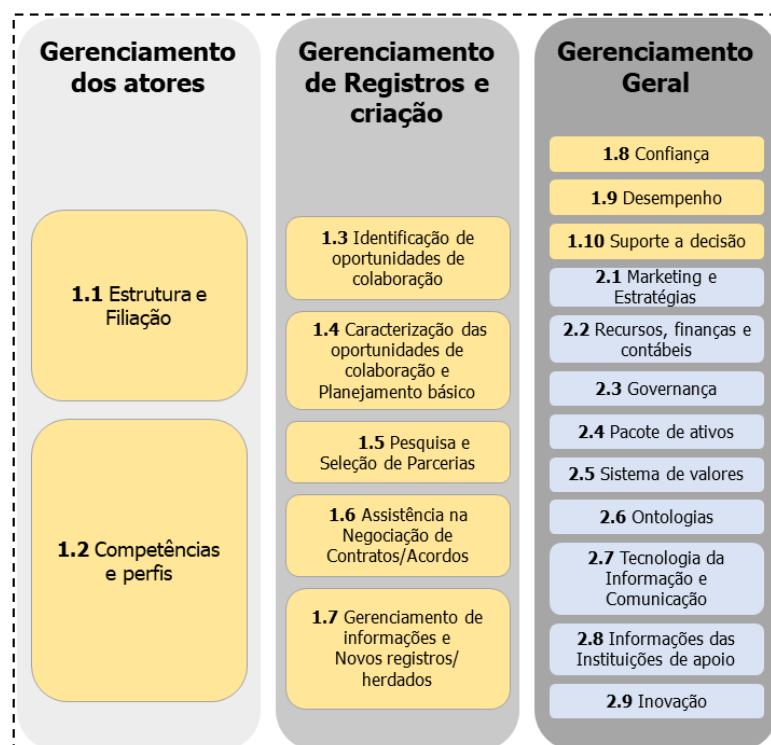 Gerenciamento
dos atores
1.1 Estrutura e
Filiação
1.2 Competências
e perfis
Gerenciamento
de Registros e
criação
1.3 Identificação de
oportunidades de
colaboração
1.4 Caracterização das
oportunidades de
colaboração e
Planejamento básico
1.5 Pesquisa e
Seleção de Parcerias
1.6 Assistência na
Negociação de
Contratos/Acordos
1.7 Gerenciamento de
informações e
Novos registros/
herdados
Gerenciamento
Geral
1.8 Confiança
1.9 Desempenho
1.10 Suporte a decisão
2.1 Marketing e
Estratégias
2.2 Recursos, finanças e
contábeis
2.3 Governança
2.4 Pacote de ativos
2.5 Sistema de valores
2.6 Ontologias
2.7 Tecnologia da
Informação e
Comunicação
2.8 Informações das
Instituições de apoio
2.9 Inovação